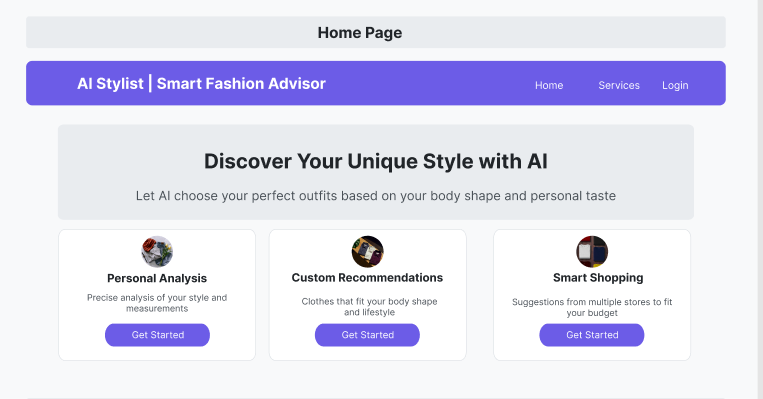 Home Page
AI Stylist | Smart Fashion Advisor
Home Services Login
Discover Your Unique Style with AI
Let AI choose your perfect outfits based on your body shape and personal taste
Personal Analysis
Precise analysis of your style and
measurements
Get Started
Custom Recommendations
Clothes that fit your body shape
and lifestyle
Get Started
Smart Shopping
Suggestions from multiple stores to fit
your budget
Get Started